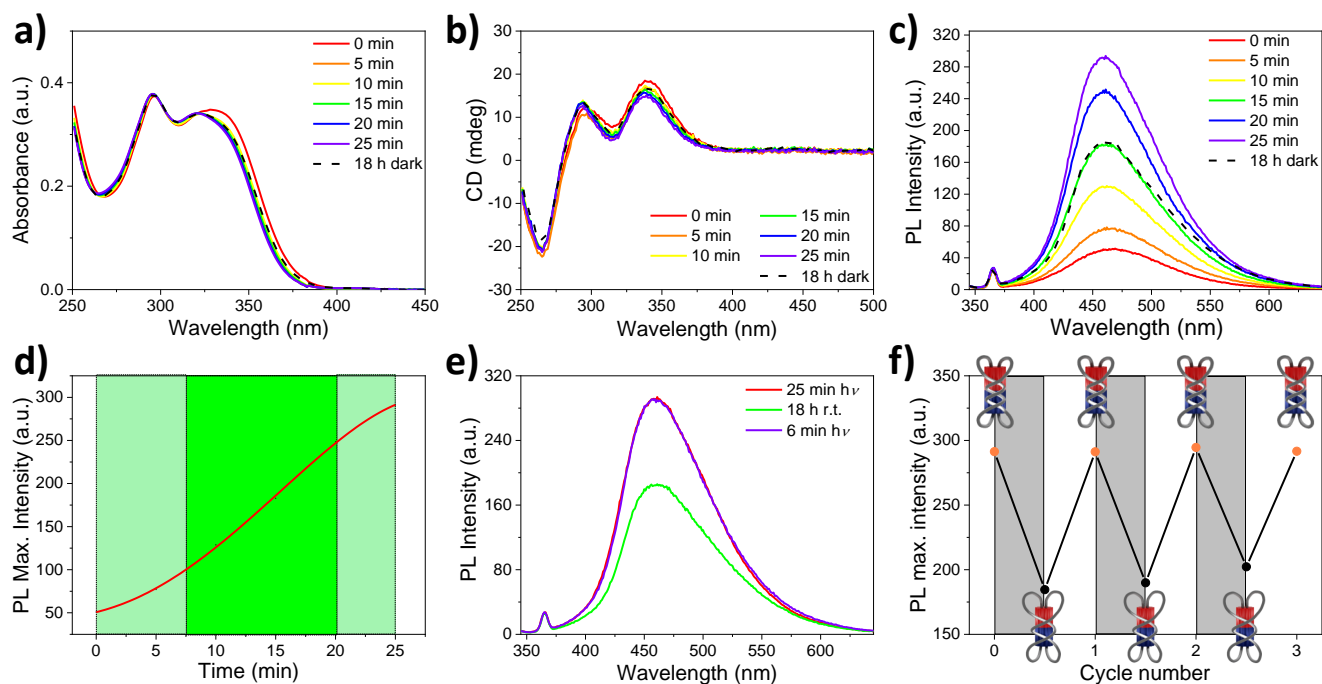 a)
Absorbance (a.u.)
0.4
0.2
0.0
250 300 350 400 450
Wavelength (nm)
0 min
5 min
10 min
15 min
20 min
25 min
18 h dark
b)
CD (mdeg)
30
20
10
0
-10
-20
-30
250 300 350 400 450 500
Wavelength (nm)
0 min
5 min
10 min
15 min
20 min
25 min
18 h dark
c)
PL Intensity (a.u.)
320
280
240
200
160
120
80
40
0
350 400 450 500 550 600
Wavelength (nm)
0 min
5 min
10 min
15 min
20 min
25 min
18 h dark
d)
PL Max. Intensity (a.u.)
300
250
200
150
100
50
0 5 10 15 20 25
Time (min)
e)
PL Intensity (a.u.)
320
240
160
80
0
350 400 450 500 550 600
Wavelength (nm)
25 min hν
18 h r.t.
6 min hν
f)
PL max. intensity (a.u.)
350
300
250
200
150
0 1 2 3
Cycle number